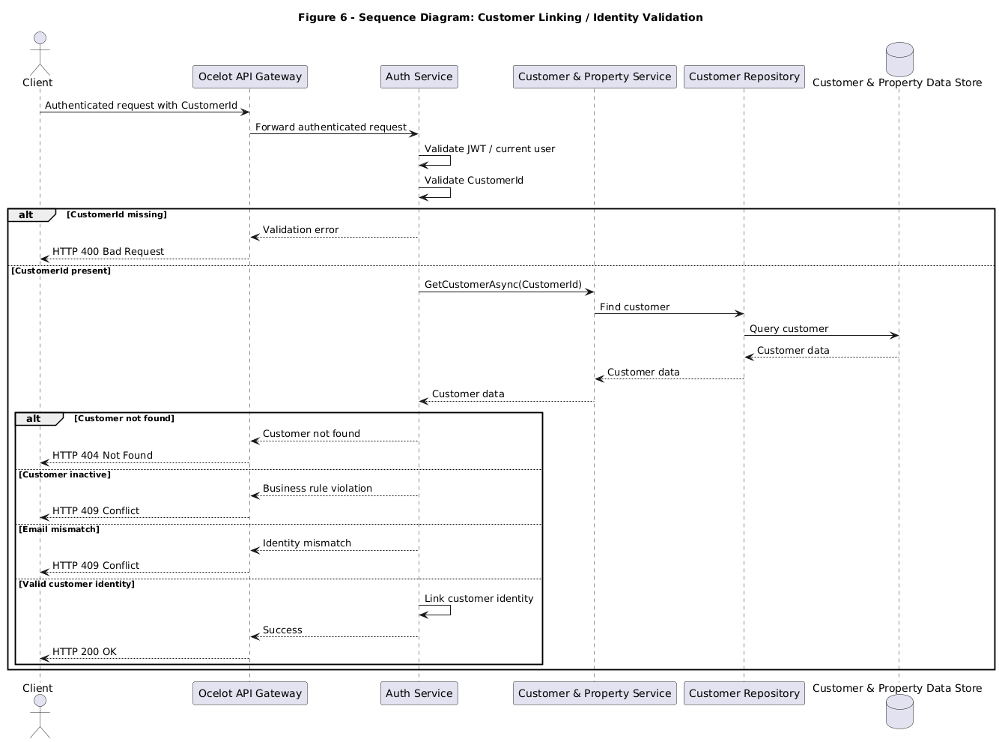 Figure 6 - Sequence Diagram: Customer Linking / Identity Validation
Client
Ocelot API Gateway
Auth Service
Customer & Property Service
Customer Repository
Customer & Property Data Store
Authenticated request with CustomerId
Forward authenticated request
Validate JWT / current user
Validate CustomerId
alt [CustomerId missing]
Validation error
HTTP 400 Bad Request
[CustomerId present]
GetCustomerAsync(CustomerId)
Find customer
Query customer
Customer data
Customer data
Customer data
alt [Customer not found]
Customer not found
HTTP 404 Not Found
[Customer inactive]
Business rule violation
HTTP 409 Conflict
[Email mismatch]
Identity mismatch
HTTP 409 Conflict
[Valid customer identity]
Link customer identity
Success
HTTP 200 OK
Client
Ocelot API Gateway
Auth Service
Customer & Property Service
Customer Repository
Customer & Property Data Store